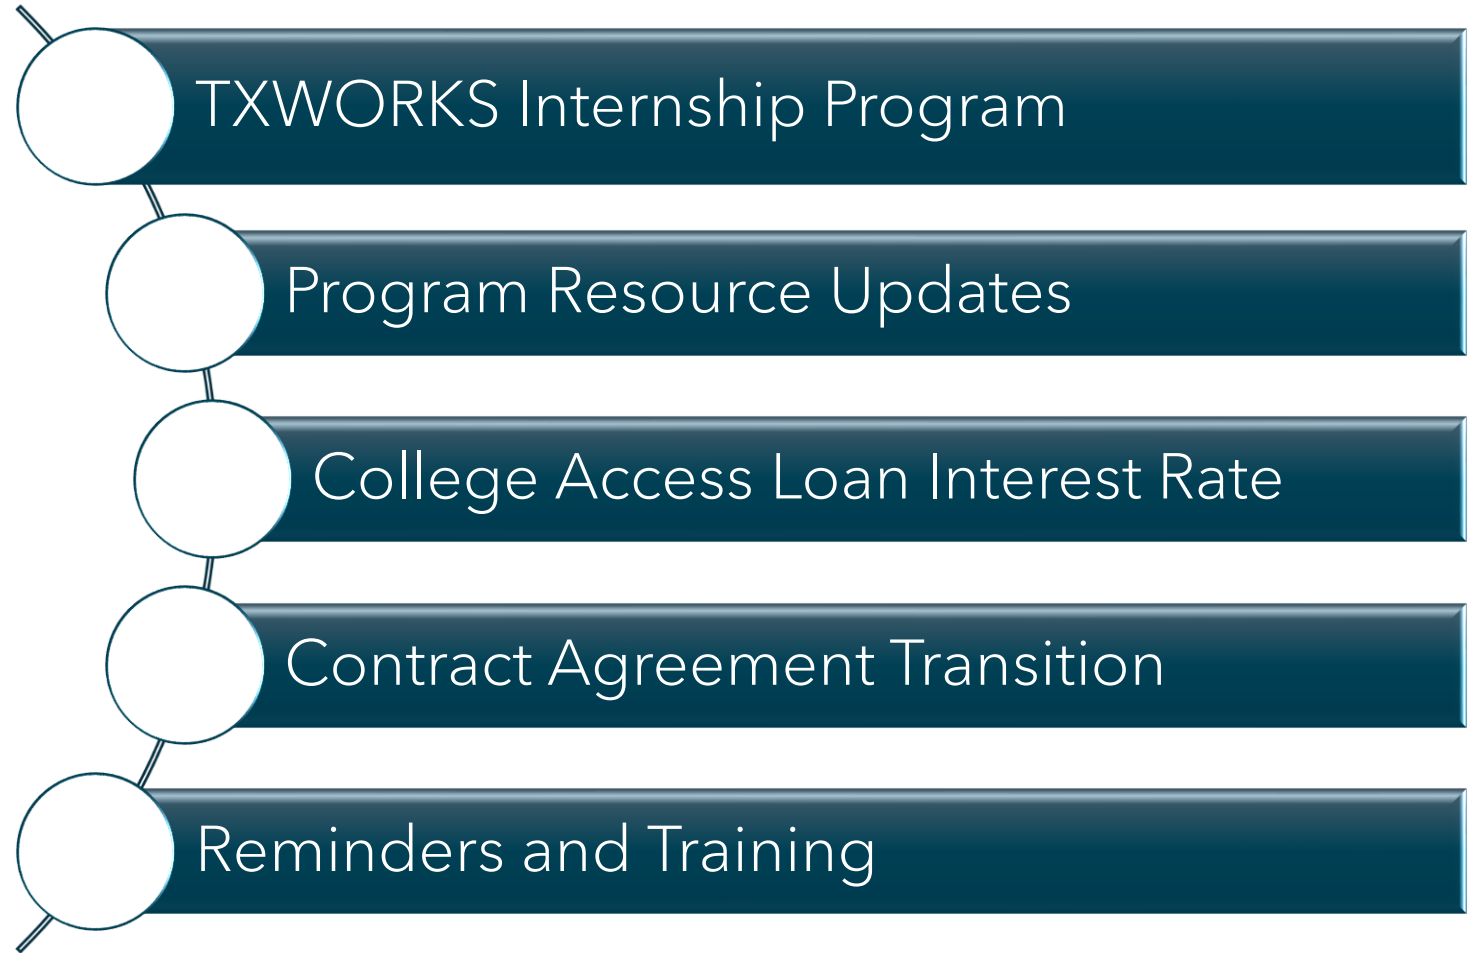 TXWORKS Internship Program
Program Resource Updates
College Access Loan Interest Rate
Contract Agreement Transition
Reminders and Training